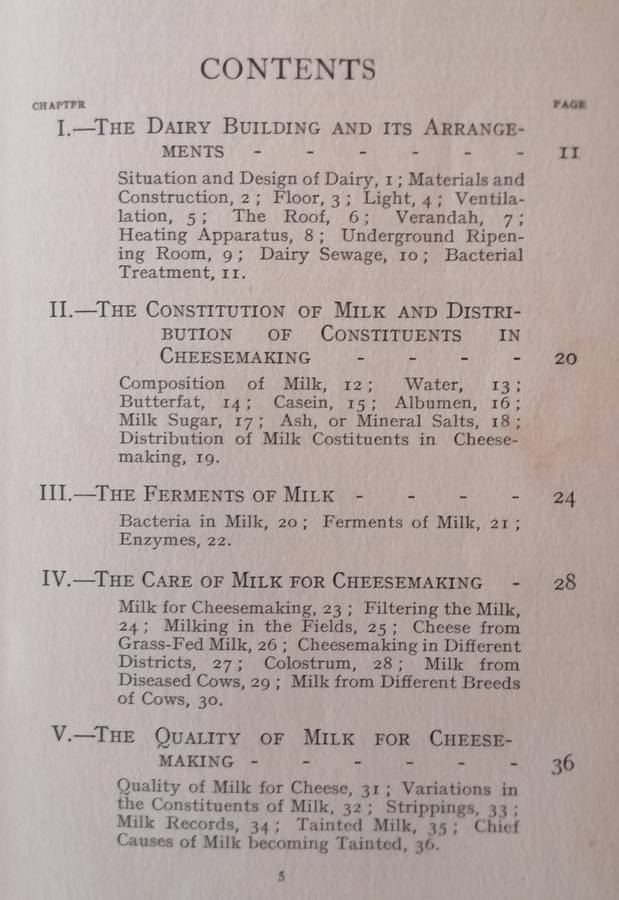 CONTENTS
CHAPTER PAGE
I.—The Dairy Building and its Arrange-
ments - - - - - - 11
Situation and Design of Dairy, 1 ; Materials and
Construction, 2 ; Floor, 3 ; Light, 4 ; Ventila-
lation, 5 ; The Roof, 6 ; Verandah, 7 ;
Heating Apparatus, 8 ; Underground Ripen-
ing Room, 9 ; Dairy Sewage, 10 ; Bacterial
Treatment, 11.
II.—The Constitution of Milk and Distri-
bution of Constituents in
Cheesemaking - - - - 20
Composition of Milk, 12 ; Water, 13 ;
Butterfat, 14 ; Casein, 15 ; Albumen, 16 ;
Milk Sugar, 17 ; Ash, or Mineral Salts, 18 ;
Distribution of Milk Costituents in Cheese-
making, 19.
III.—The Ferments of Milk - - - - 24
Bacteria in Milk, 20 ; Ferments of Milk, 21 ;
Enzymes, 22.
IV.—The Care of Milk for Cheesemaking - 28
Milk for Cheesemaking, 23 ; Filtering the Milk,
24 ; Milking in the Fields, 25 ; Cheese from
Grass-Fed Milk, 26 ; Cheesemaking in Different
Districts, 27 ; Colostrum, 28 ; Milk from
Diseased Cows, 29 ; Milk from Different Breeds
of Cows, 30.
V.—The Quality of Milk for Cheese-
making - - - - - - 36
Quality of Milk for Cheese, 31 ; Variations in
the Constituents of Milk, 32 ; Strippings, 33 ;
Milk Records, 34 ; Tainted Milk, 35 ; Chief
Causes of Milk becoming Tainted, 36.
5